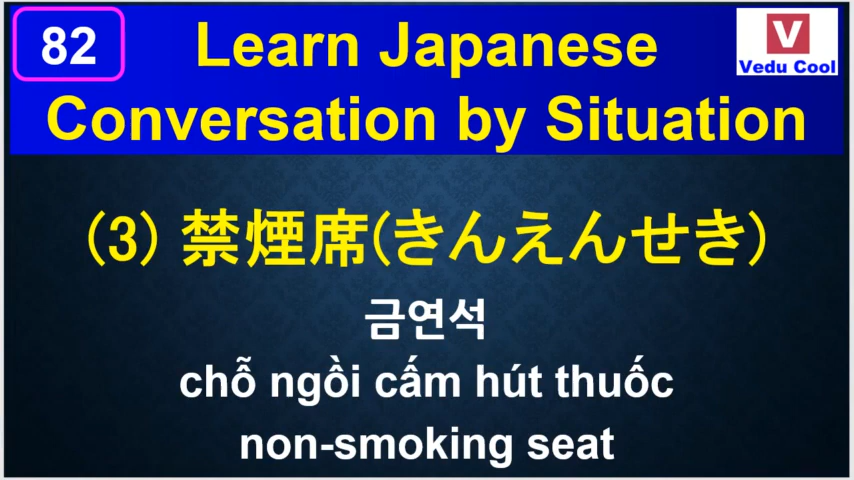 82
Learn Japanese
Conversation by Situation
V
Vedu Cool
(3) 禁煙席(きんえんせき)
금연석
chỗ ngồi cấm hút thuốc
non-smoking seat